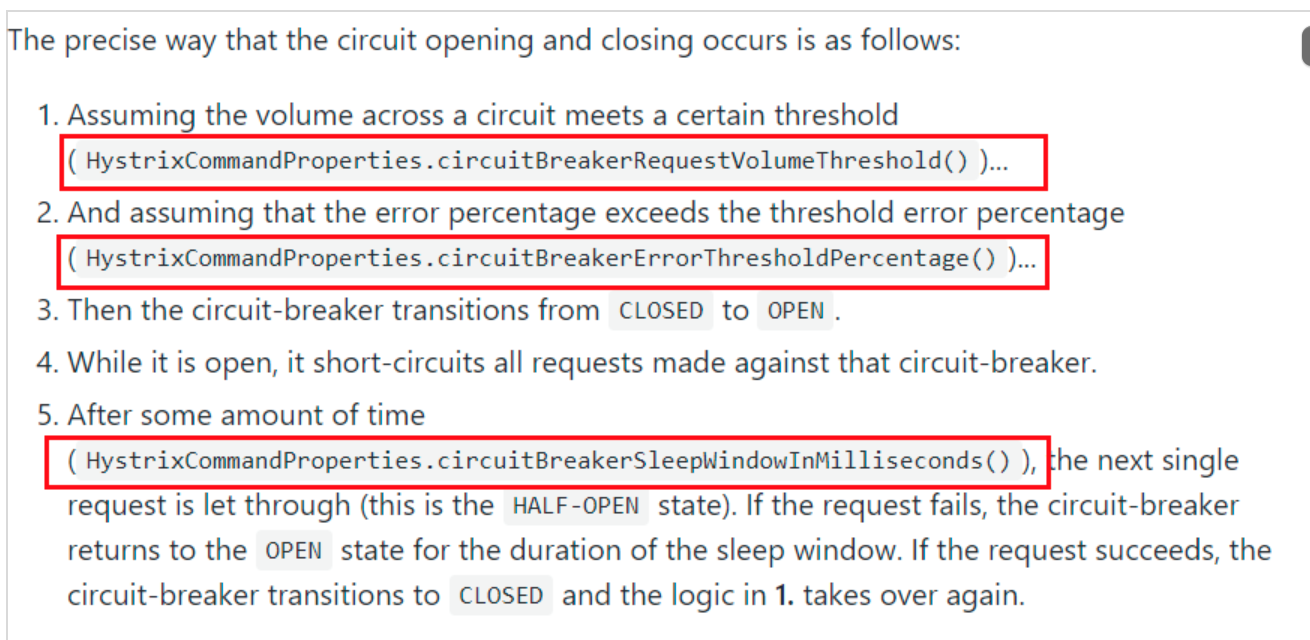 The precise way that the circuit opening and closing occurs is as follows:
1. Assuming the volume across a circuit meets a certain threshold
( HystrixCommandProperties.circuitBreakerRequestVolumeThreshold() )...
2. And assuming that the error percentage exceeds the threshold error percentage
( HystrixCommandProperties.circuitBreakerErrorThresholdPercentage() )...
3. Then the circuit-breaker transitions from CLOSED to OPEN .
4. While it is open, it short-circuits all requests made against that circuit-breaker.
5. After some amount of time
( HystrixCommandProperties.circuitBreakerSleepWindowInMilliseconds() ), the next single
request is let through (this is the HALF-OPEN state). If the request fails, the circuit-breaker
returns to the OPEN state for the duration of the sleep window. If the request succeeds, the
circuit-breaker transitions to CLOSED and the logic in 1. takes over again.